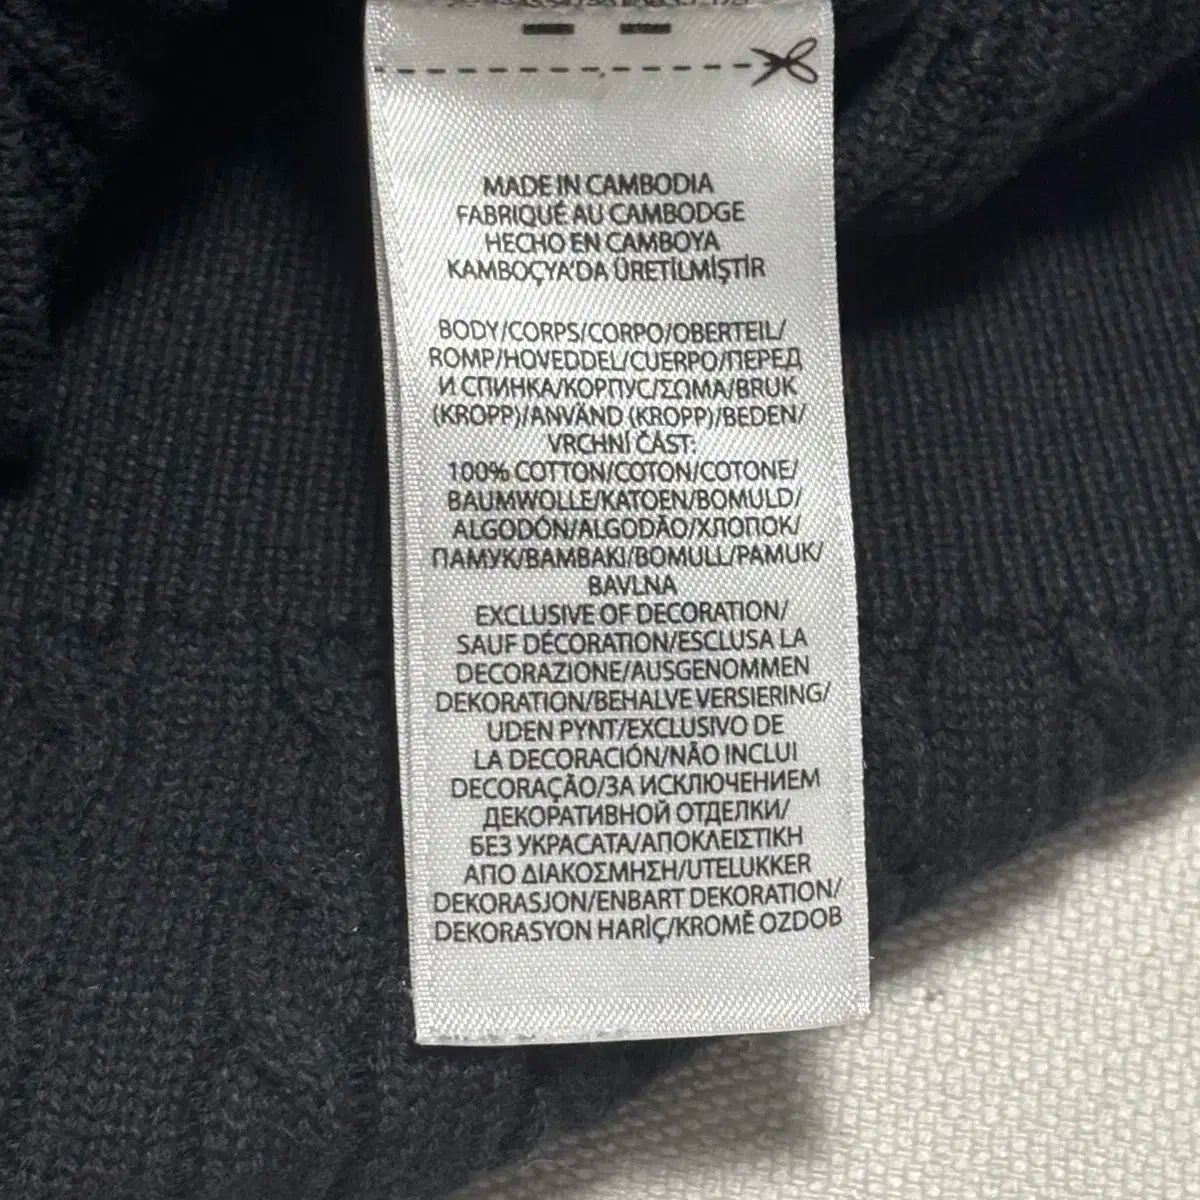 MADE IN CAMBODIA
FABRIQUÉ AU CAMBODGE
HECHO EN CAMBOYA
KAMBOÇYA'DA ÜRETİLMİŞTİR
BODY/CORPS/CORPO/OBERTEIL/
ROMP/HOVEDDEL/CUERPO/ПЕРЕД
И СПИНКА/КОРПУС/ΣΩΜΑ/BRUK
(KROPP)/ANVÄND (KROPP)/BEDEN/
VRCHNÍ ČÁST:
100% COTTON/COTON/COTONE/
BAUMWOLLE/KATOEN/BOMULD/
ALGODÓN/ALGODÃO/ХЛОПОК/
ПАМУК/ΒΑΜΒΑΚΙ/BOMULL/PAMUK/
BAVLNA
EXCLUSIVE OF DECORATION/
SAUF DÉCORATION/ESCLUSA LA
DECORAZIONE/AUSGENOMMEN
DEKORATION/BEHALVE VERSIERING/
UDEN PYNT/EXCLUSIVO DE
LA DECORACIÓN/NÃO INCLUI
DECORAÇÃO/ЗА ИСКЛЮЧЕНИЕМ
ДЕКОРАТИВНОЙ ОТДЕЛКИ/
БЕЗ УКРАСАТА/ΑΠΟΚΛΕΙΣΤΙΚΗ
ΑΠΟ ΔΙΑΚΟΣΜΗΣΗ/UTELUKKER
DEKORASJON/ENBART DEKORATION/
DEKORASYON HARİÇ/KROMĚ OZDOB